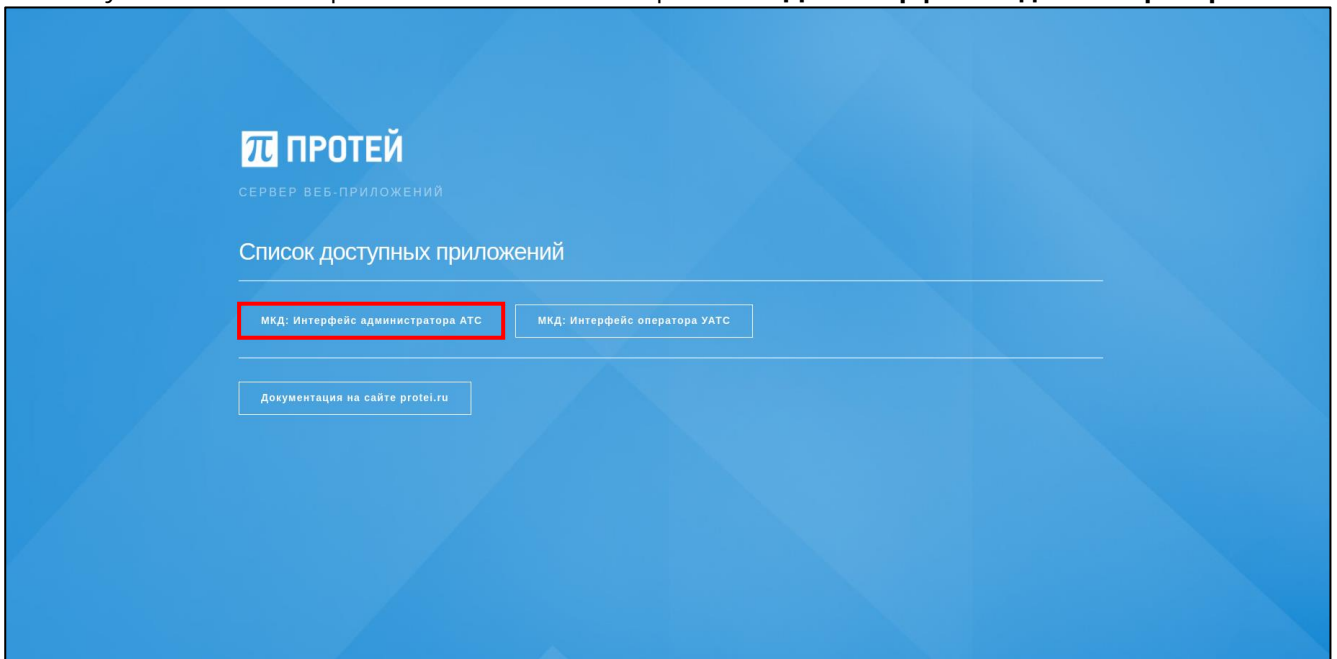 π ПРОТЕЙ
СЕРВЕР ВЕБ-ПРИЛОЖЕНИЙ
Список доступных приложений
МКД: Интерфейс администратора АТС МКД: Интерфейс оператора УАТС
Документация на сайте protei.ru